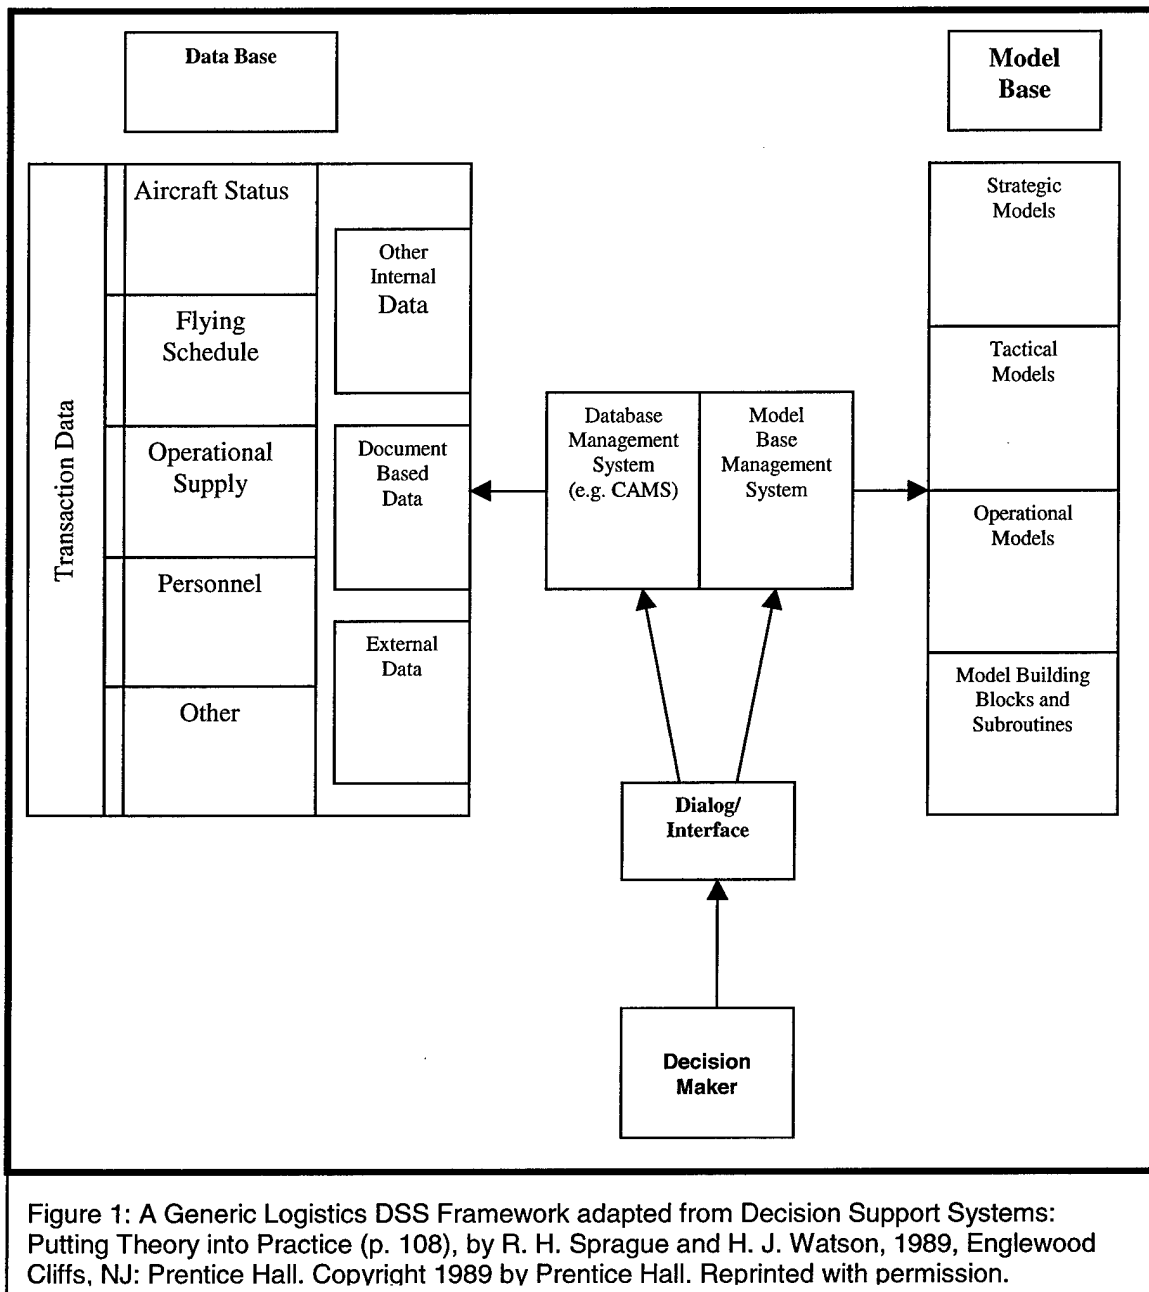 Data Base
Model
Base
Transaction Data
Aircraft Status
Flying
Schedule
Operational
Supply
Personnel
Other
Other
Internal
Data
Document
Based
Data
External
Data
Database
Management
System
(e.g. CAMS)
Model
Base
Management
System
Strategic
Models
Tactical
Models
Operational
Models
Model Building
Blocks and
Subroutines
Dialog/
Interface
Decision
Maker
Figure 1: A Generic Logistics DSS Framework adapted from Decision Support Systems:
Putting Theory into Practice (p. 108), by R. H. Sprague and H. J. Watson, 1989, Englewood
Cliffs, NJ: Prentice Hall. Copyright 1989 by Prentice Hall. Reprinted with permission.